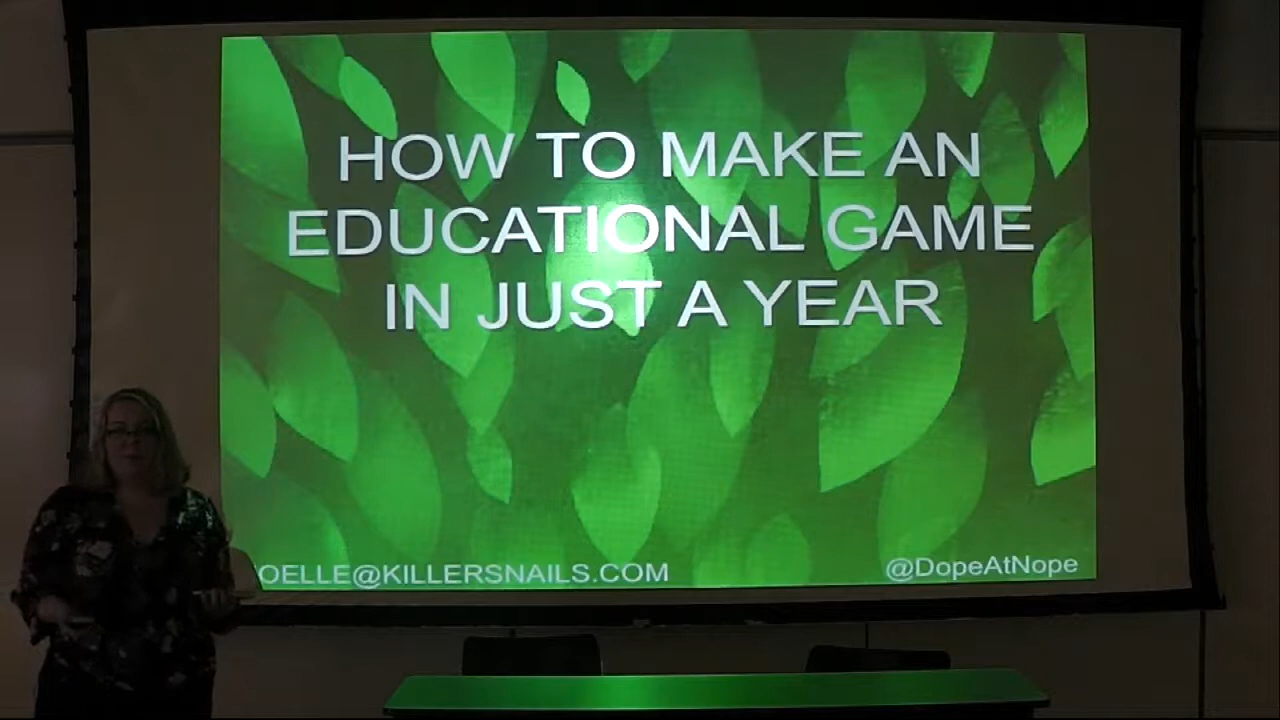 HOW TO MAKE AN
EDUCATIONAL GAME
IN JUST A YEAR
OELLE@KILLERSNAILS.COM
@DopeAtNope